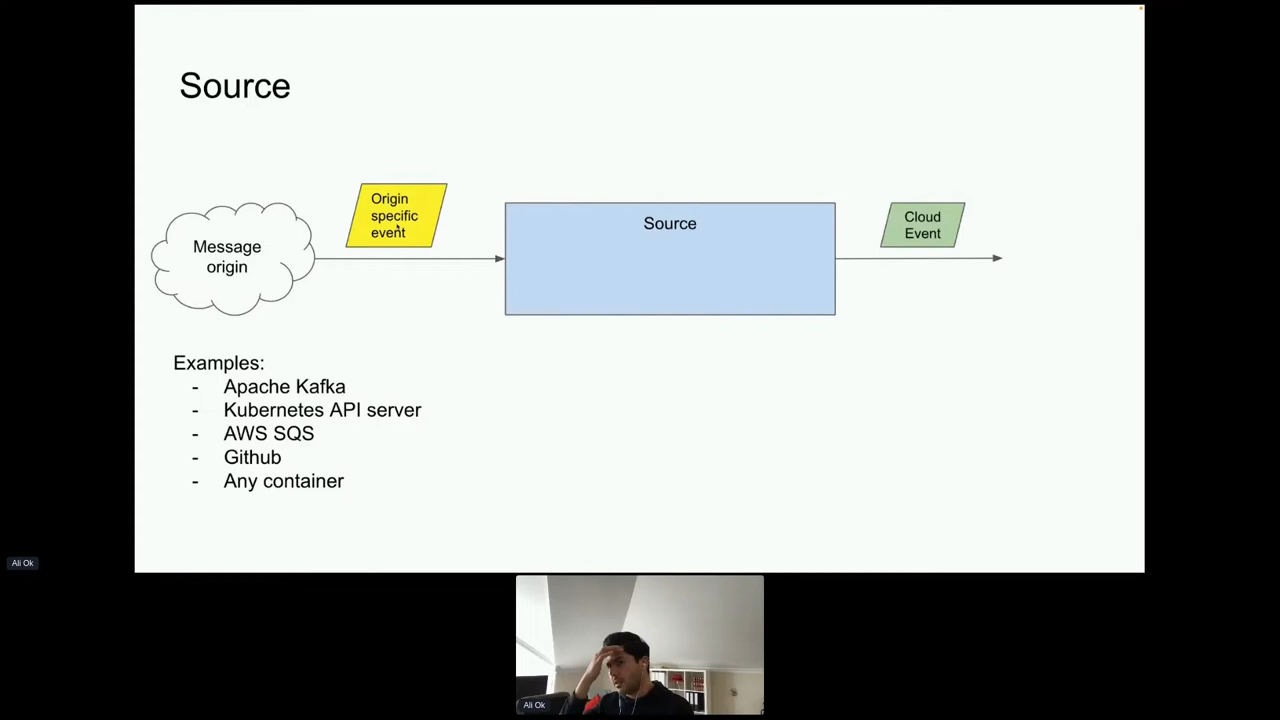 Source
Origin
specific
event
Message
origin
Source
Cloud
Event
Examples:
- Apache Kafka
- Kubernetes API server
- AWS SQS
- Github
- Any container
Ali Ok
Ali Ok